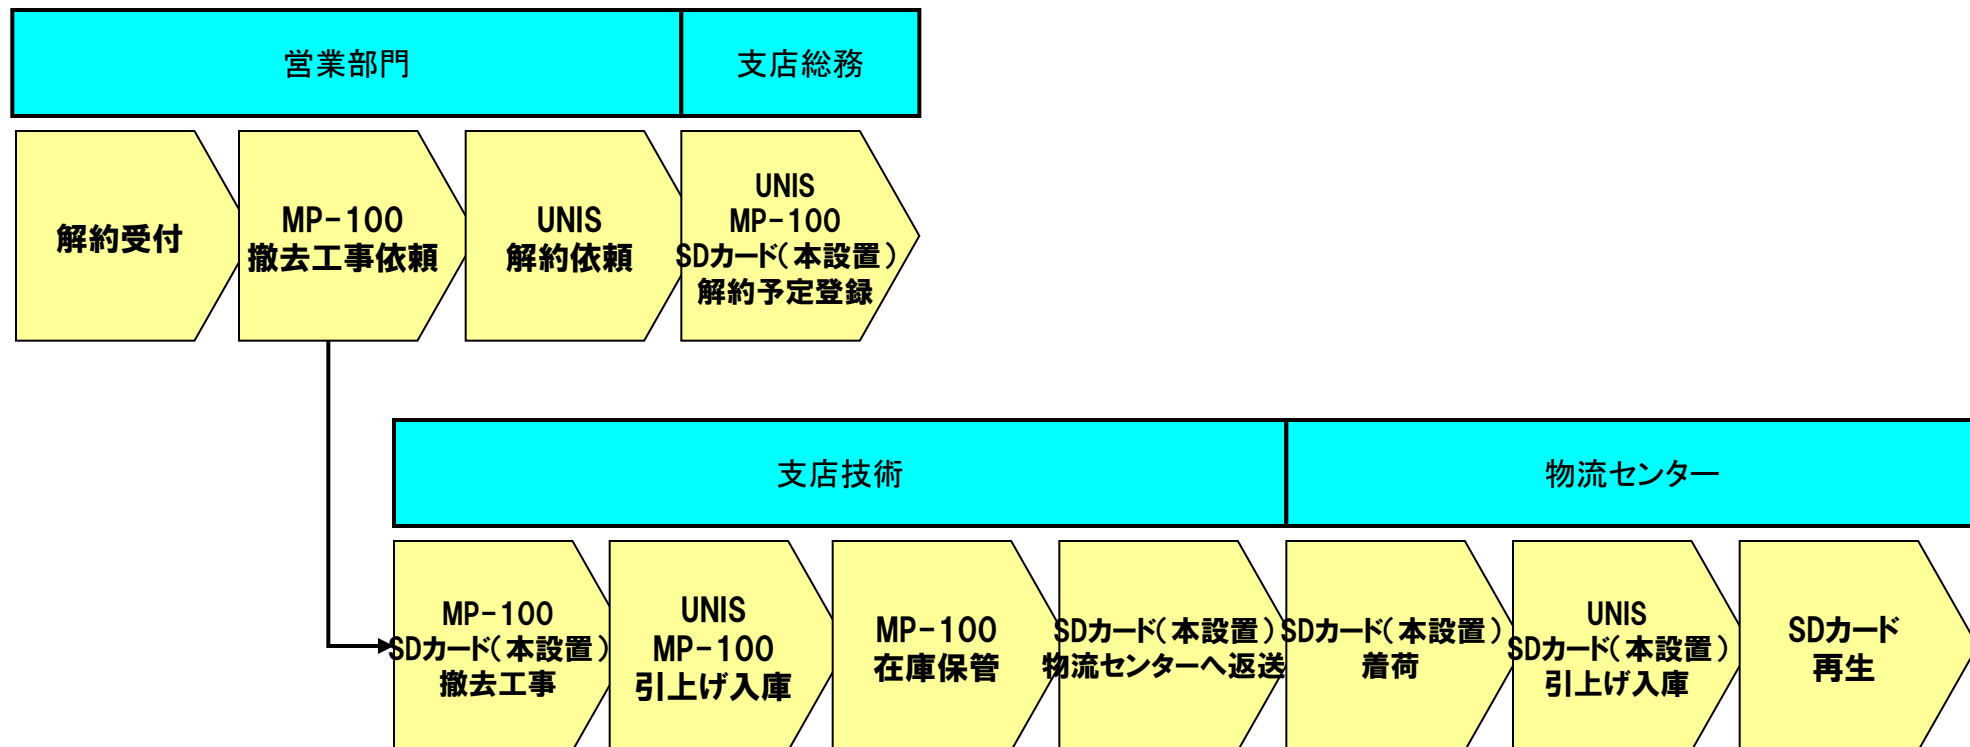 営業部門
支店総務
解約受付
MP-100
撤去工事依頼
UNIS
解約依頼
UNIS
MP-100
SDカード(本設置)
解約予定登録
支店技術
物流センター
MP-100
SDカード(本設置)
撤去工事
UNIS
MP-100
引上げ入庫
MP-100
在庫保管
SDカード(本設置)
物流センターへ返送
SDカード(本設置)
着荷
UNIS
SDカード(本設置)
引上げ入庫
SDカード
再生